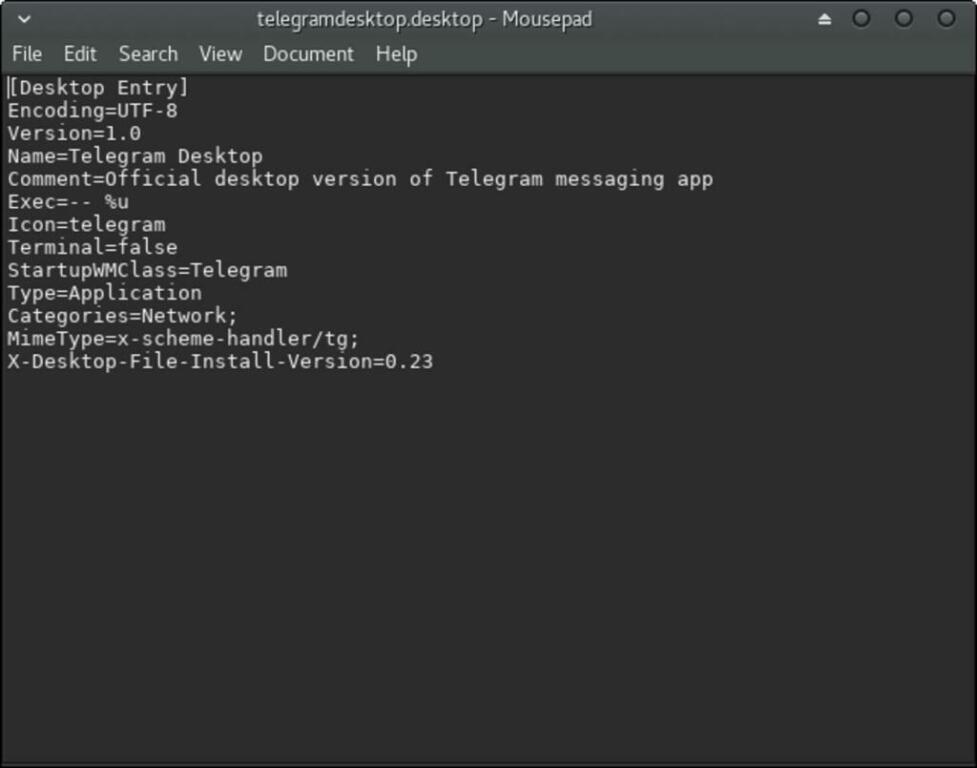 telegramdesktop.desktop - Mousepad
File Edit Search View Document Help
[Desktop Entry]
Encoding=UTF-8
Version=1.0
Name=Telegram Desktop
Comment=Official desktop version of Telegram messaging app
Exec=-- %u
Icon=telegram
Terminal=false
StartupWMClass=Telegram
Type=Application
Categories=Network;
MimeType=x-scheme-handler/tg;
X-Desktop-File-Install-Version=0.23